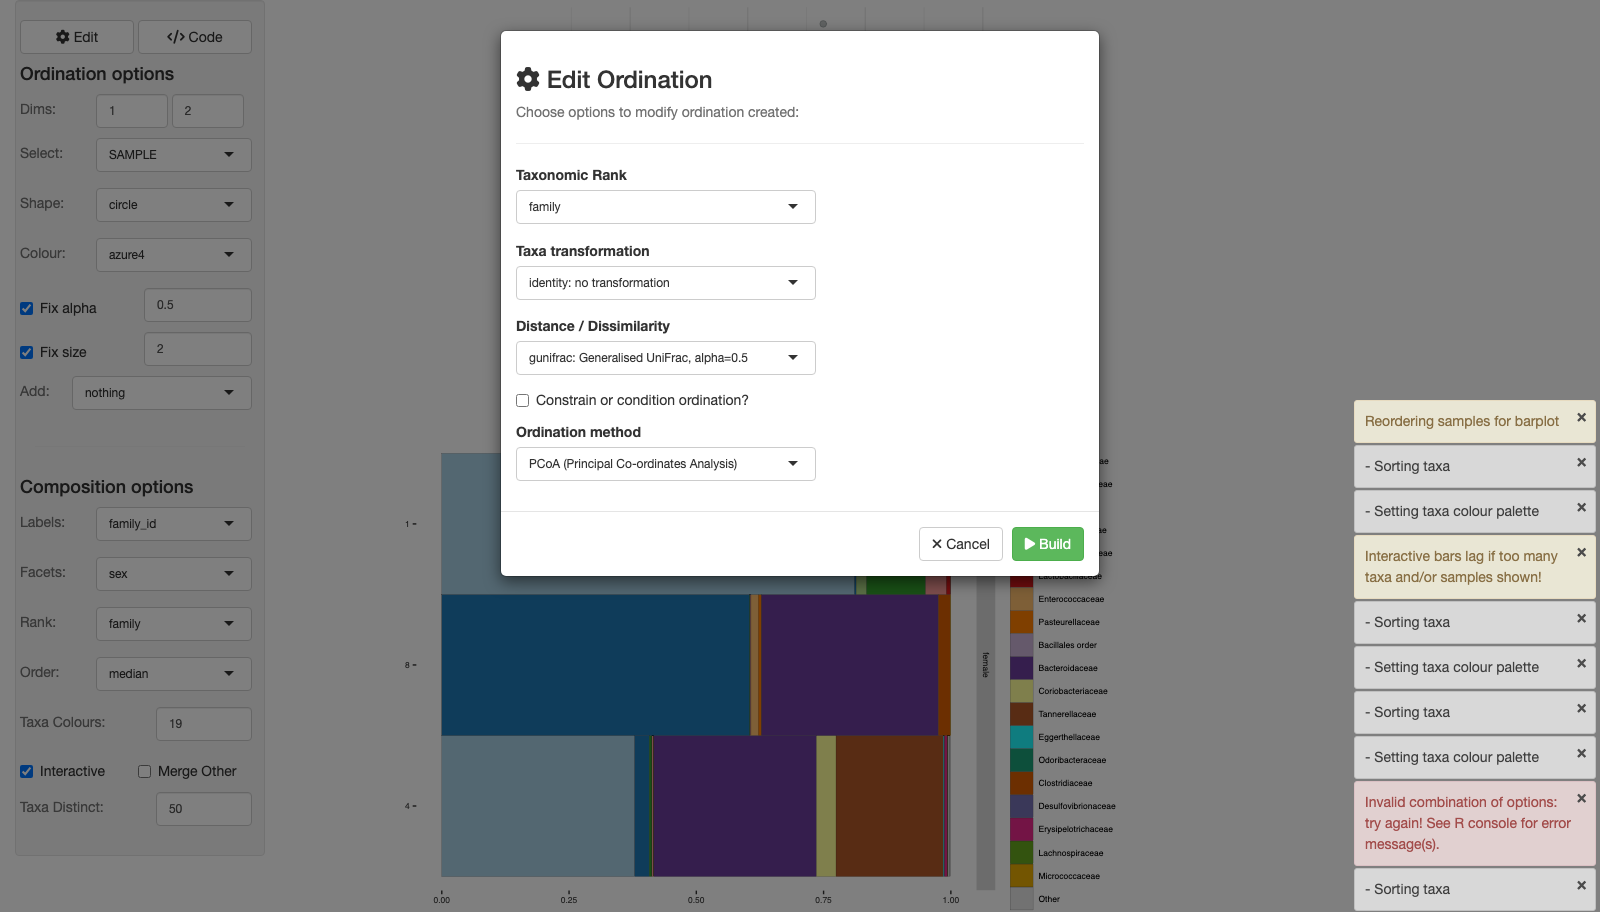 Edit
</> Code
Ordination options
Dims:
1
2
Select:
SAMPLE
Shape:
circle
Colour:
azure4
Fix alpha
0.5
Fix size
2
Add:
nothing
Composition options
Labels:
family_id
Facets:
sex
Rank:
family
Order:
median
Taxa Colours:
19
Interactive
Merge Other
Taxa Distinct:
50
Edit Ordination
Choose options to modify ordination created:
Taxonomic Rank
family
Taxa transformation
identity: no transformation
Distance / Dissimilarity
gunifrac: Generalised UniFrac, alpha=0.5
Constrain or condition ordination?
Ordination method
PCoA (Principal Co-ordinates Analysis)
Cancel
Build
1
8
4
0.00
0.25
0.50
0.75
1.00
female
Lactobacillaceae
Enterococcaceae
Pasteurellaceae
Bacillales order
Bacteroidaceae
Coriobacteriaceae
Tannerellaceae
Eggerthellaceae
Odoribacteraceae
Clostridiaceae
Desulfovibrionaceae
Erysipelotrichaceae
Lachnospiraceae
Micrococcaceae
Other
Reordering samples for barplot
- Sorting taxa
- Setting taxa colour palette
Interactive bars lag if too many
taxa and/or samples shown!
- Sorting taxa
- Setting taxa colour palette
- Sorting taxa
- Setting taxa colour palette
Invalid combination of options:
try again! See R console for error
message(s).
- Sorting taxa